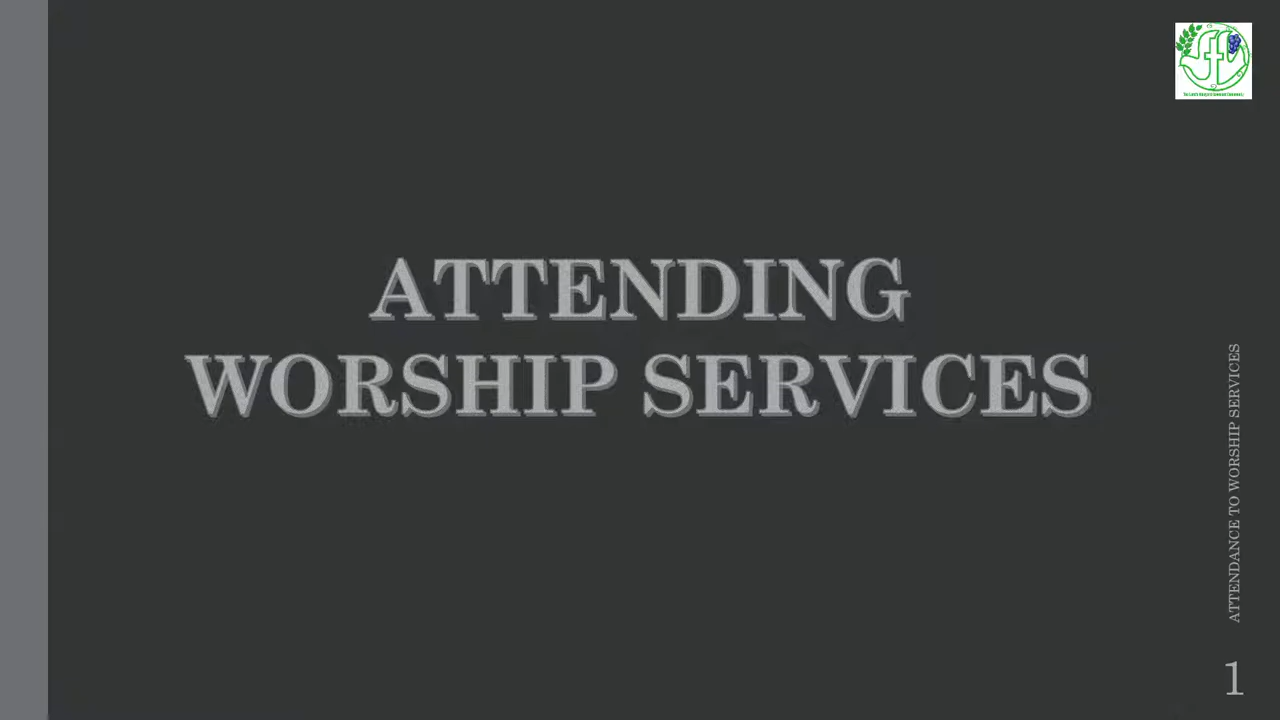 ATTENDING
WORSHIP SERVICES
ATTENDANCE TO WORSHIP SERVICES
1